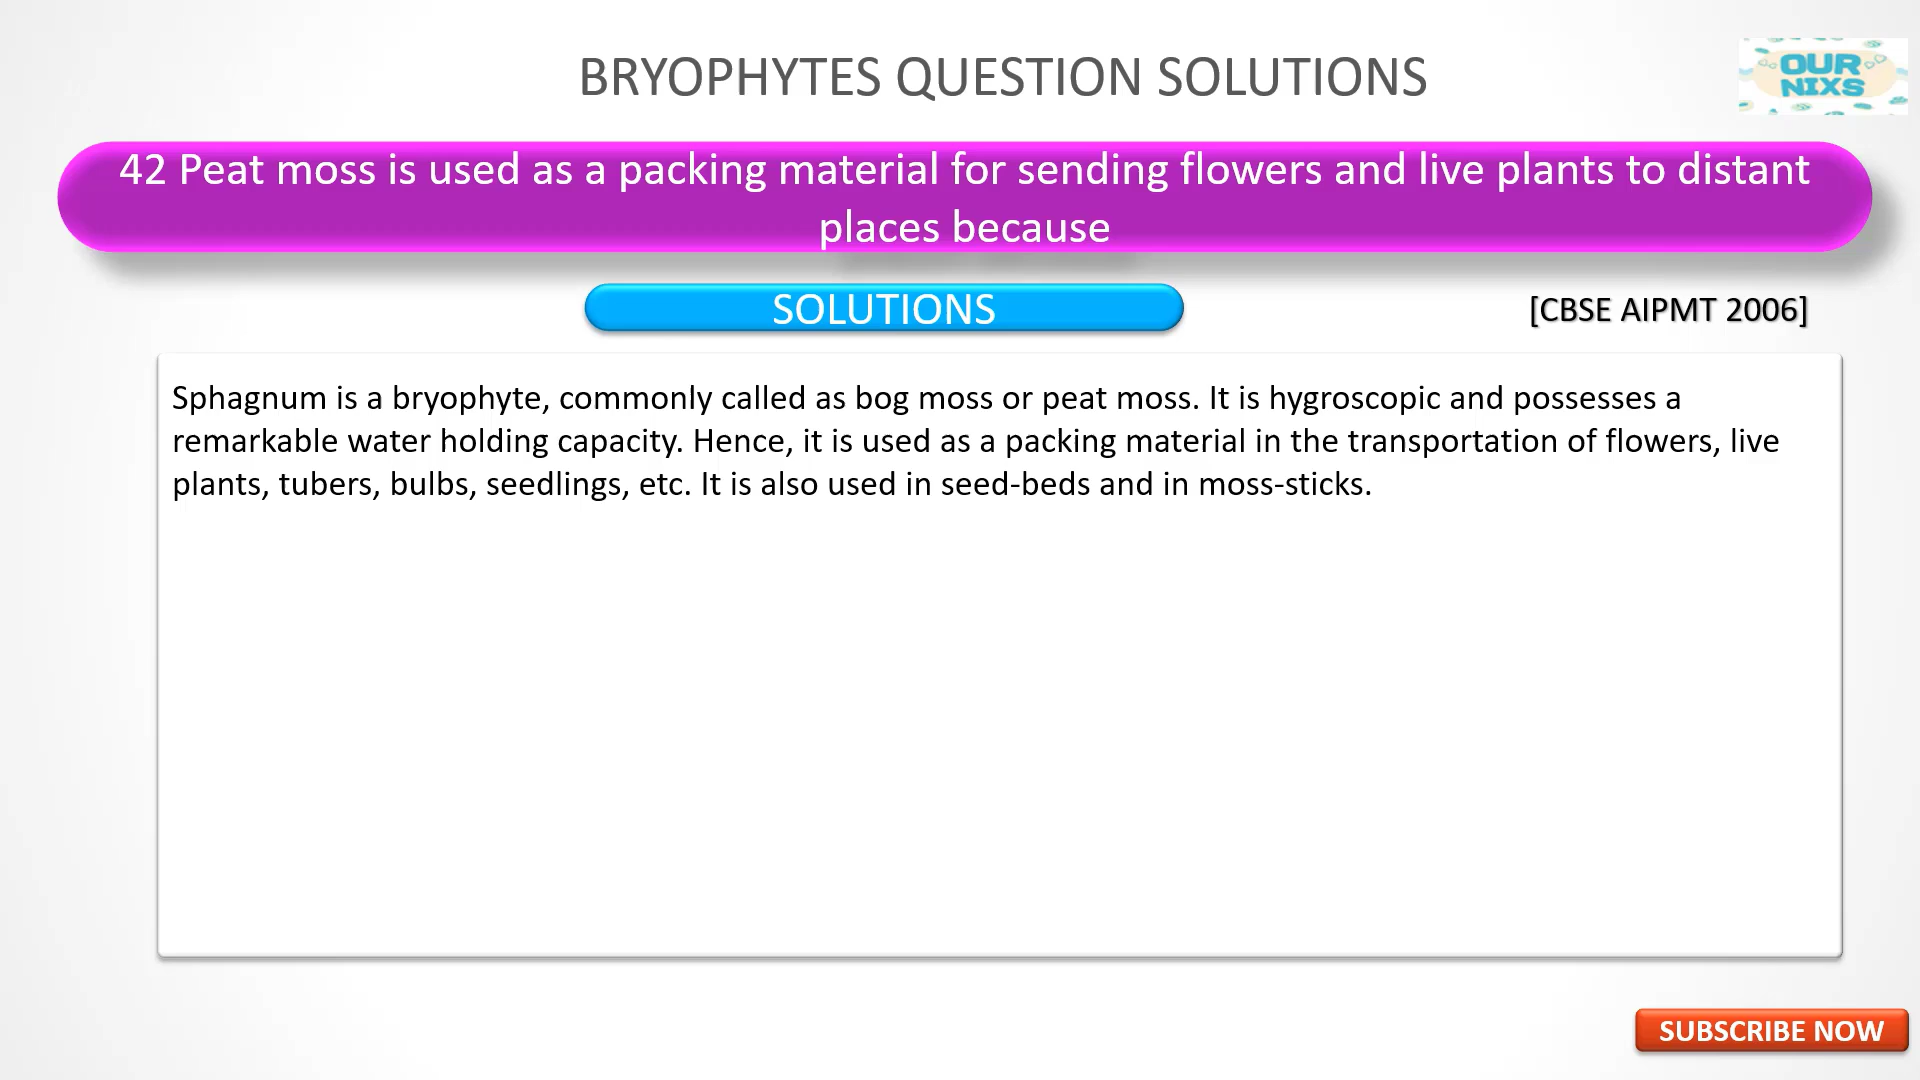 BRYOPHYTES QUESTION SOLUTIONS
OUR
NIXS
42 Peat moss is used as a packing material for sending flowers and live plants to distant
places because
SOLUTIONS
[CBSE AIPMT 2006]
Sphagnum is a bryophyte, commonly called as bog moss or peat moss. It is hygroscopic and possesses a
remarkable water holding capacity. Hence, it is used as a packing material in the transportation of flowers, live
plants, tubers, bulbs, seedlings, etc. It is also used in seed-beds and in moss-sticks.
SUBSCRIBE NOW